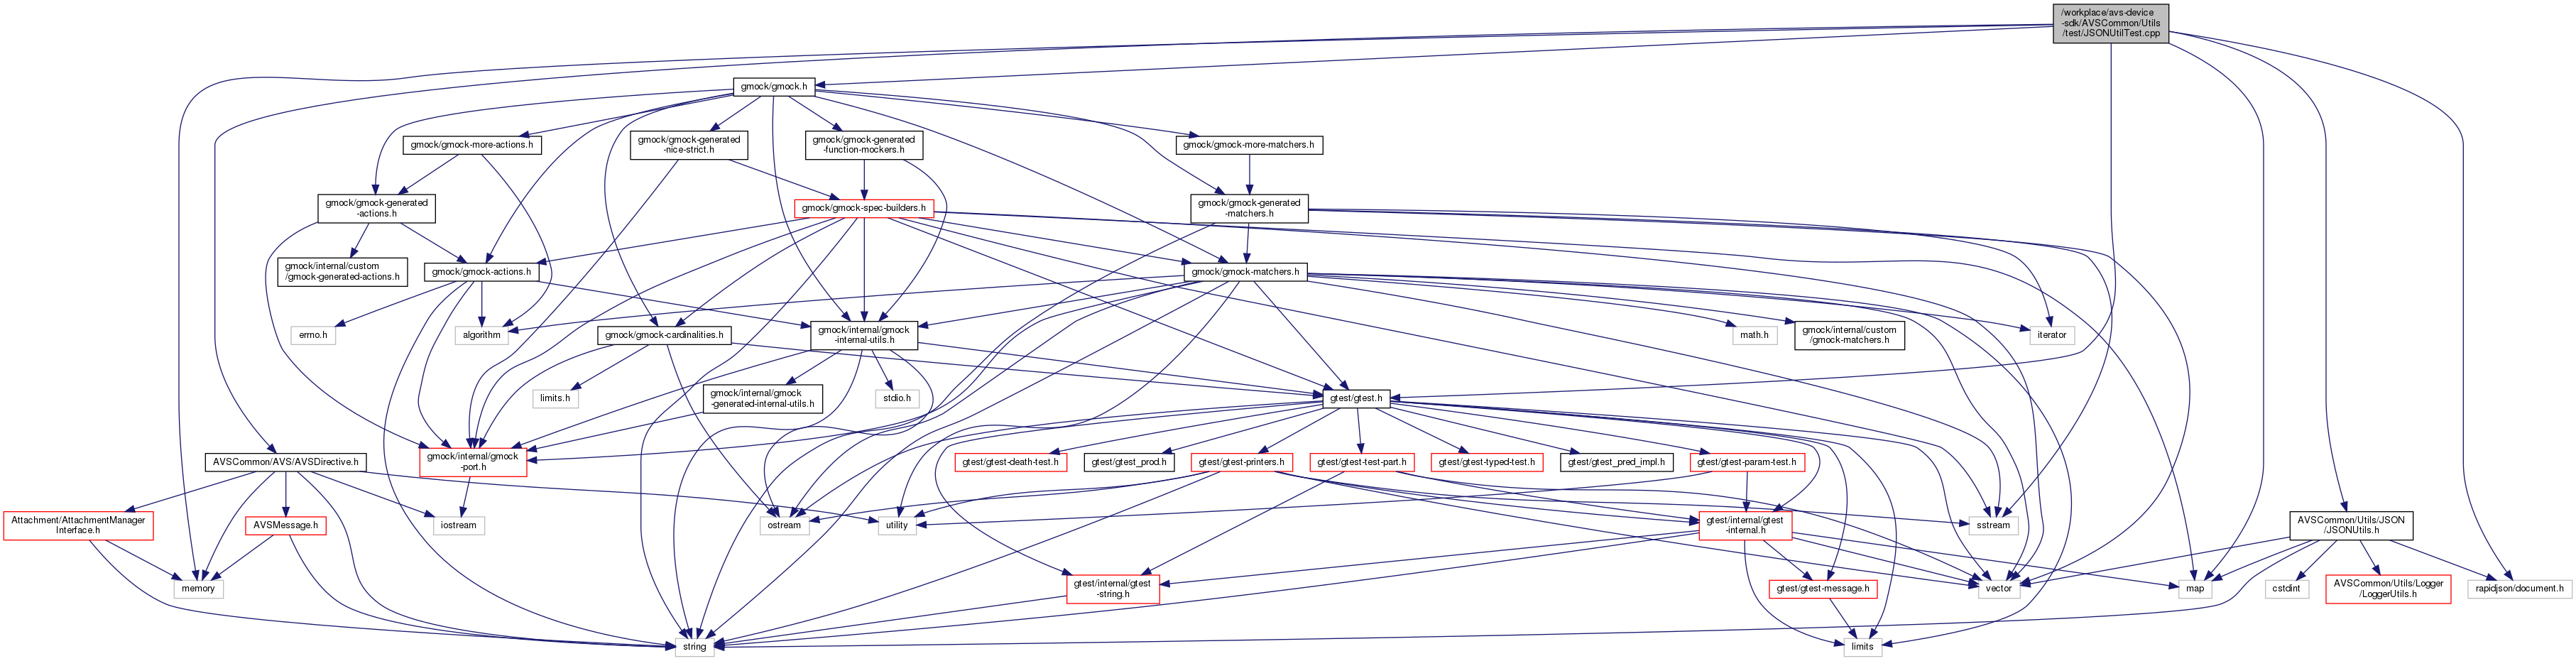 /workplace/avs-device
-sdk/AVSCommon/Utils
/test/JSONUtilTest.cpp
gmock/gmock.h
gmock/gmock-more-actions.h
gmock/gmock-generated
-nice-strict.h
gmock/gmock-generated
-function-mockers.h
gmock/gmock-more-matchers.h
gmock/gmock-generated
-actions.h
gmock/gmock-spec-builders.h
gmock/gmock-generated
-matchers.h
gmock/internal/custom
/gmock-generated-actions.h
gmock/gmock-actions.h
gmock/gmock-matchers.h
errno.h
algorithm
gmock/gmock-cardinalities.h
gmock/internal/gmock
-internal-utils.h
math.h
gmock/internal/custom
/gmock-matchers.h
iterator
limits.h
gmock/internal/gmock
-generated-internal-utils.h
stdio.h
gtest/gtest.h
AVSCommon/AVS/AVSDirective.h
gmock/internal/gmock
-port.h
gtest/gtest-death-test.h
gtest/gtest_prod.h
gtest/gtest-printers.h
gtest/gtest-test-part.h
gtest/gtest-typed-test.h
gtest/gtest_pred_impl.h
gtest/gtest-param-test.h
Attachment/AttachmentManager
Interface.h
AVSMessage.h
iostream
ostream
utility
gtest/internal/gtest
-internal.h
sstream
AVSCommon/Utils/JSON
/JSONUtils.h
memory
gtest/internal/gtest
-string.h
gtest/gtest-message.h
vector
map
cstdint
AVSCommon/Utils/Logger
/LoggerUtils.h
rapidjson/document.h
string
limits